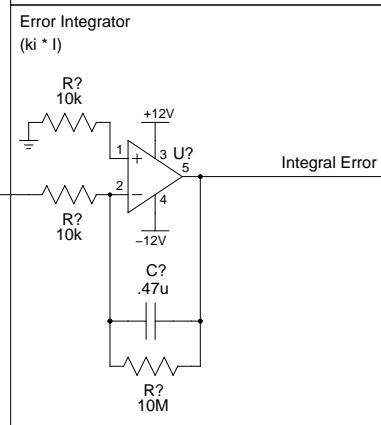 Error Integrator
(ki * I)
R?
10k
+12V
1
+
3
U?
5
Integral Error
2
−
4
R?
10k
−12V
C?
.47u
R?
10M